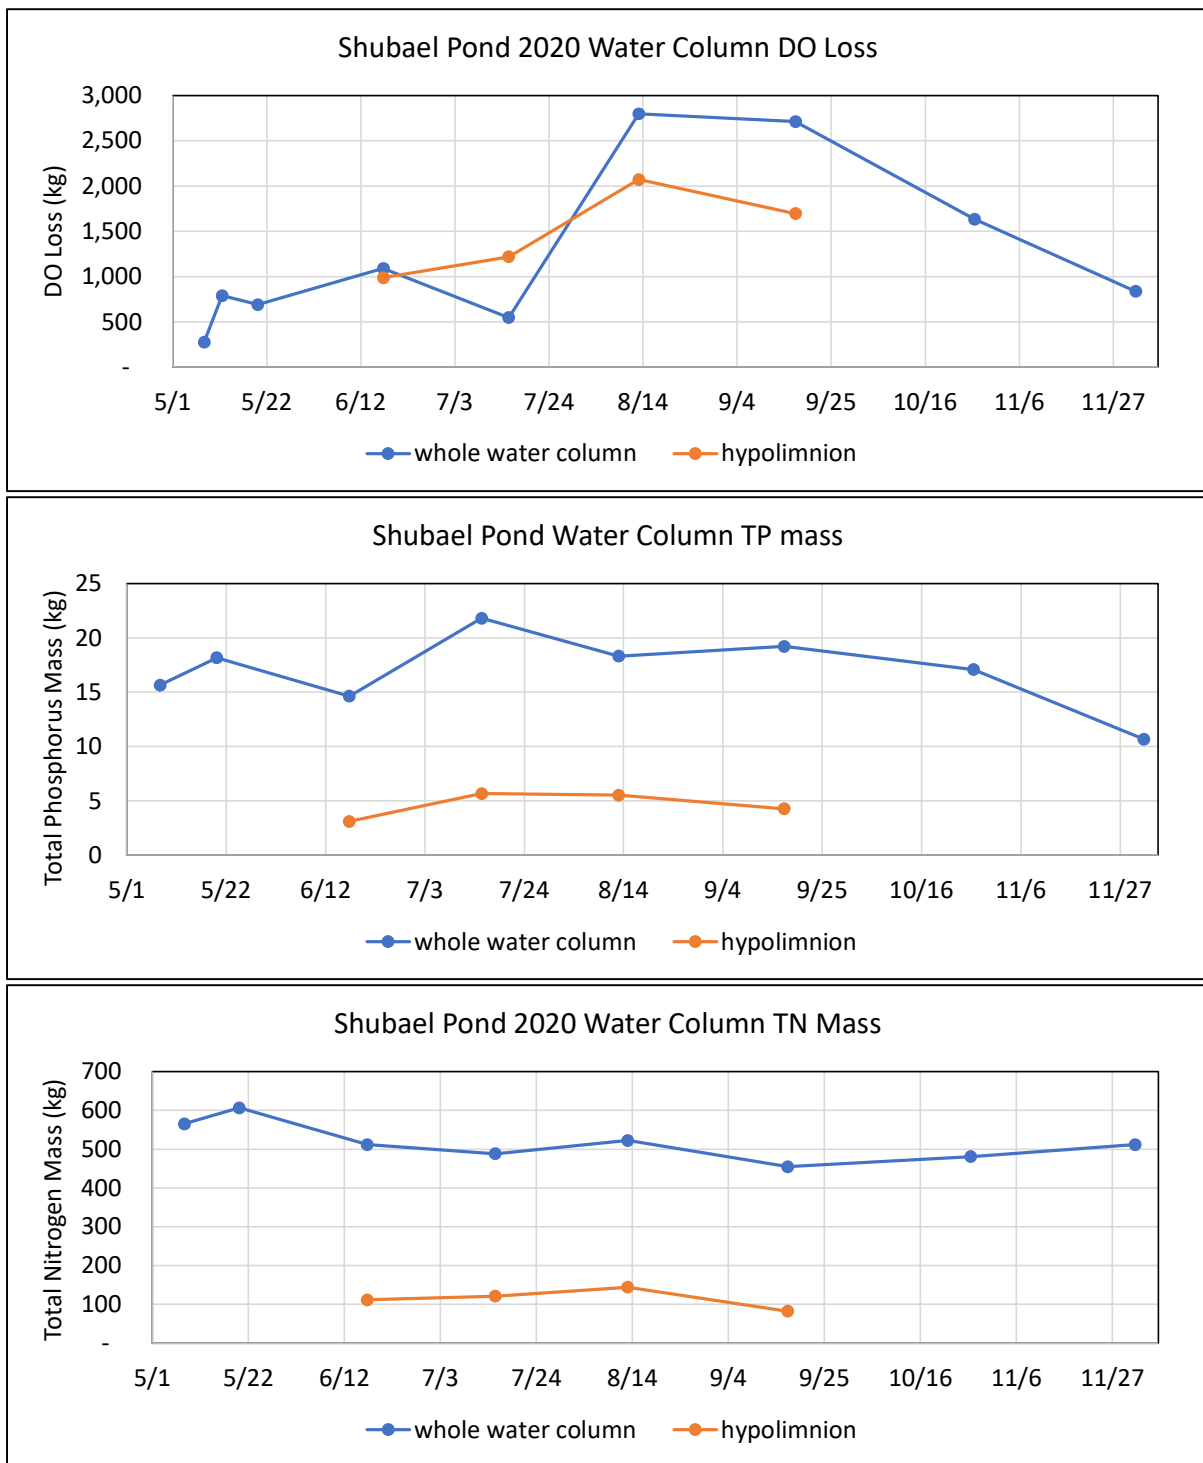 Shubael Pond 2020 Water Column DO Loss
DO Loss (kg)
3,000
2,500
2,000
1,500
1,000
500
-
5/1 5/22 6/12 7/3 7/24 8/14 9/4 9/25 10/16 11/6 11/27
whole water column hypolimnion
Shubael Pond Water Column TP mass
Total Phosphorus Mass (kg)
25
20
15
10
5
0
5/1 5/22 6/12 7/3 7/24 8/14 9/4 9/25 10/16 11/6 11/27
whole water column hypolimnion
Shubael Pond 2020 Water Column TN Mass
Total Nitrogen Mass (kg)
700
600
500
400
300
200
100
-
5/1 5/22 6/12 7/3 7/24 8/14 9/4 9/25 10/16 11/6 11/27
whole water column hypolimnion